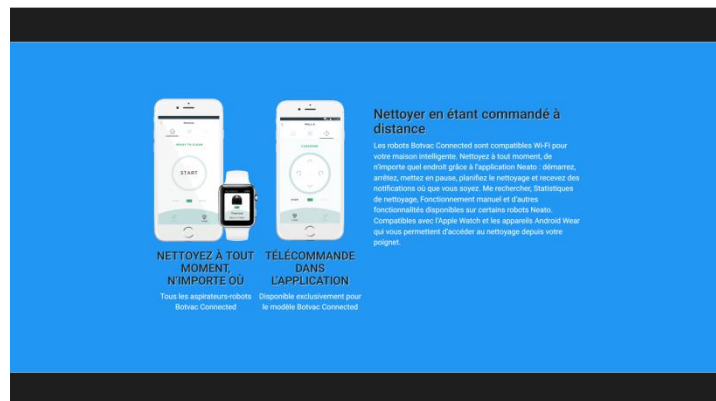 START
NETTOYEZ À TOUT
MOMENT,
N'IMPORTE OÙ
Tous les aspirateurs-robots
Botvac Connected
TÉLÉCOMMANDE
DANS
L'APPLICATION
Disponible exclusivement pour
le modèle Botvac Connected
Nettoyer en étant commandé à
distance
Les robots Botvac Connected sont compatibles Wi-Fi pour
votre maison intelligente. Nettoyez à tout moment, de
n'importe quel endroit grâce à l'application Neato : démarrez,
arrêtez, mettez en pause, planifiez le nettoyage et recevez des
notifications où que vous soyez. Me rechercher, Statistiques
de nettoyage, Fonctionnement manuel et d'autres
fonctionnalités disponibles sur certains robots Neato.
Compatibles avec l'Apple Watch et les appareils Android Wear
qui vous permettent d'accéder au nettoyage depuis votre
poignet.